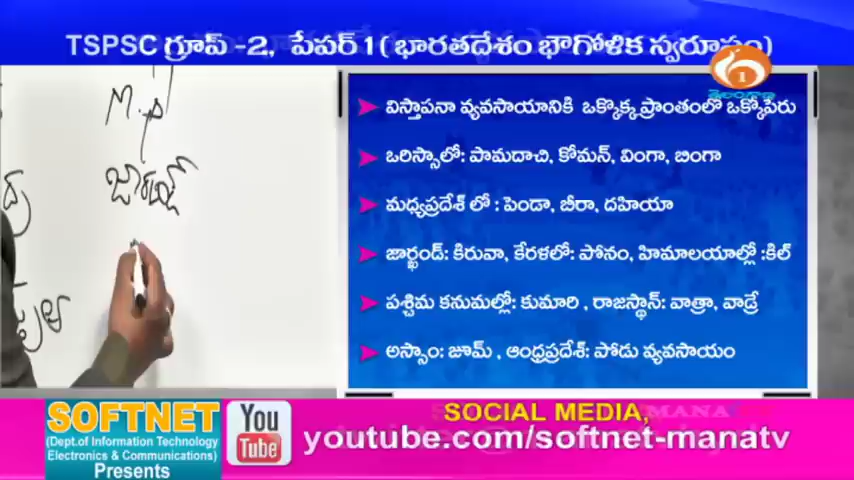 TSPSC గ్రూప్ -2, పేపర్ 1 ( భారతదేశం భౌగోళిక స్వరూపం)
1
తెలంగాణ
M.p
జార్ఖండ్
విస్తాపనా వ్యవసాయానికి ఒక్కొక్క ప్రాంతంలో ఒక్కోపేరు
ఒరిస్సాలో: పామదాచి, కోమన్, వింగా, బింగా
మధ్యప్రదేశ్ లో : పెండా, బీరా, దహియా
జార్ఖండ్: కిరువా, కేరళలో: పోనం, హిమాలయాల్లో :కిల్
పశ్చిమ కనుమల్లో: కుమారి , రాజస్థాన్: వాత్రా, వాడ్రే
అస్సాం: జూమ్ , ఆంధ్రప్రదేశ్: పోడు వ్యవసాయం
SOFTNET
(Dept.of Information Technology
Electronics & Communications)
Presents
You
Tube
SOCIAL MEDIA,
youtube.com/softnet-manatv